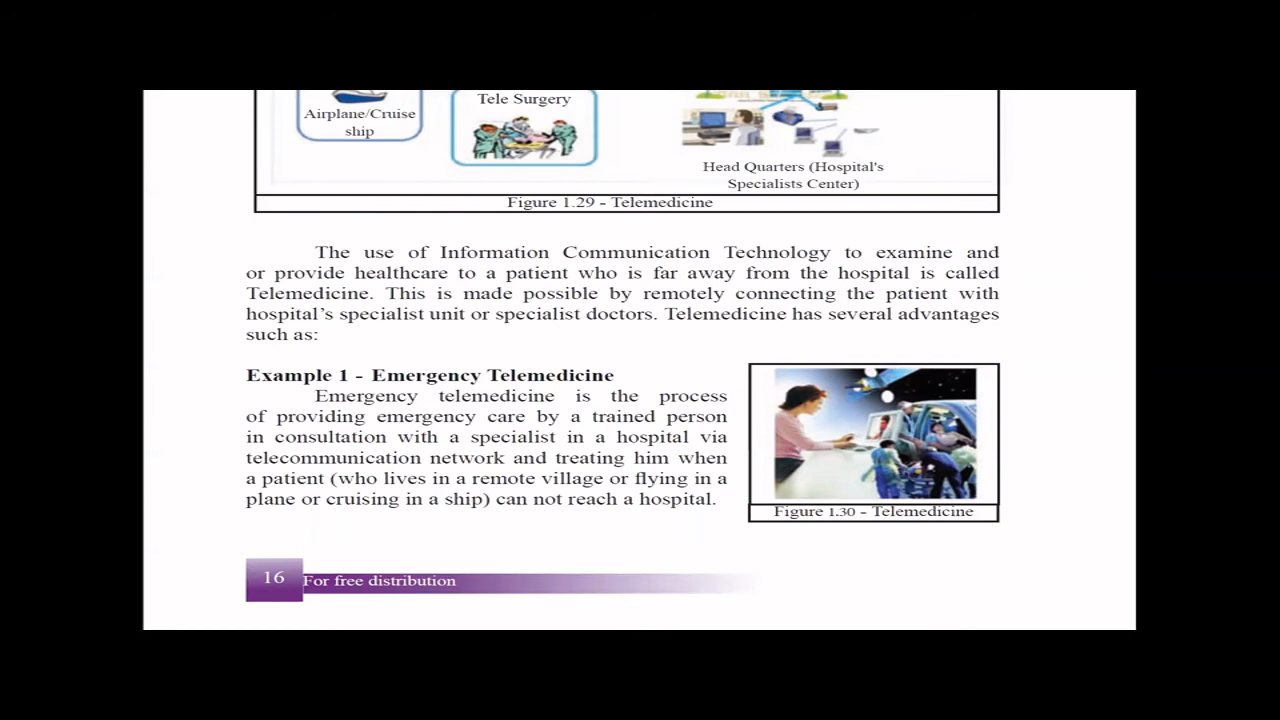 Tele Surgery
Airplane/Cruise
ship
Head Quarters (Hospital's
Specialists Center)
Figure 1.29 - Telemedicine
The use of Information Communication Technology to examine and
or provide healthcare to a patient who is far away from the hospital is called
Telemedicine. This is made possible by remotely connecting the patient with
hospital's specialist unit or specialist doctors. Telemedicine has several advantages
such as:
Example 1 - Emergency Telemedicine
Emergency telemedicine is the process
of providing emergency care by a trained person
in consultation with a specialist in a hospital via
telecommunication network and treating him when
a patient (who lives in a remote village or flying in a
plane or cruising in a ship) can not reach a hospital.
Figure 1.30 - Telemedicine
16
For free distribution